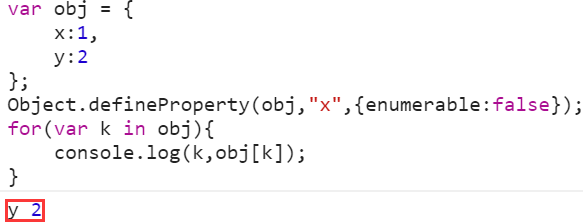 var obj = {
    x:1,
    y:2
};
Object.defineProperty(obj,"x",{enumerable:false});
for(var k in obj){
    console.log(k,obj[k]);
}
y 2